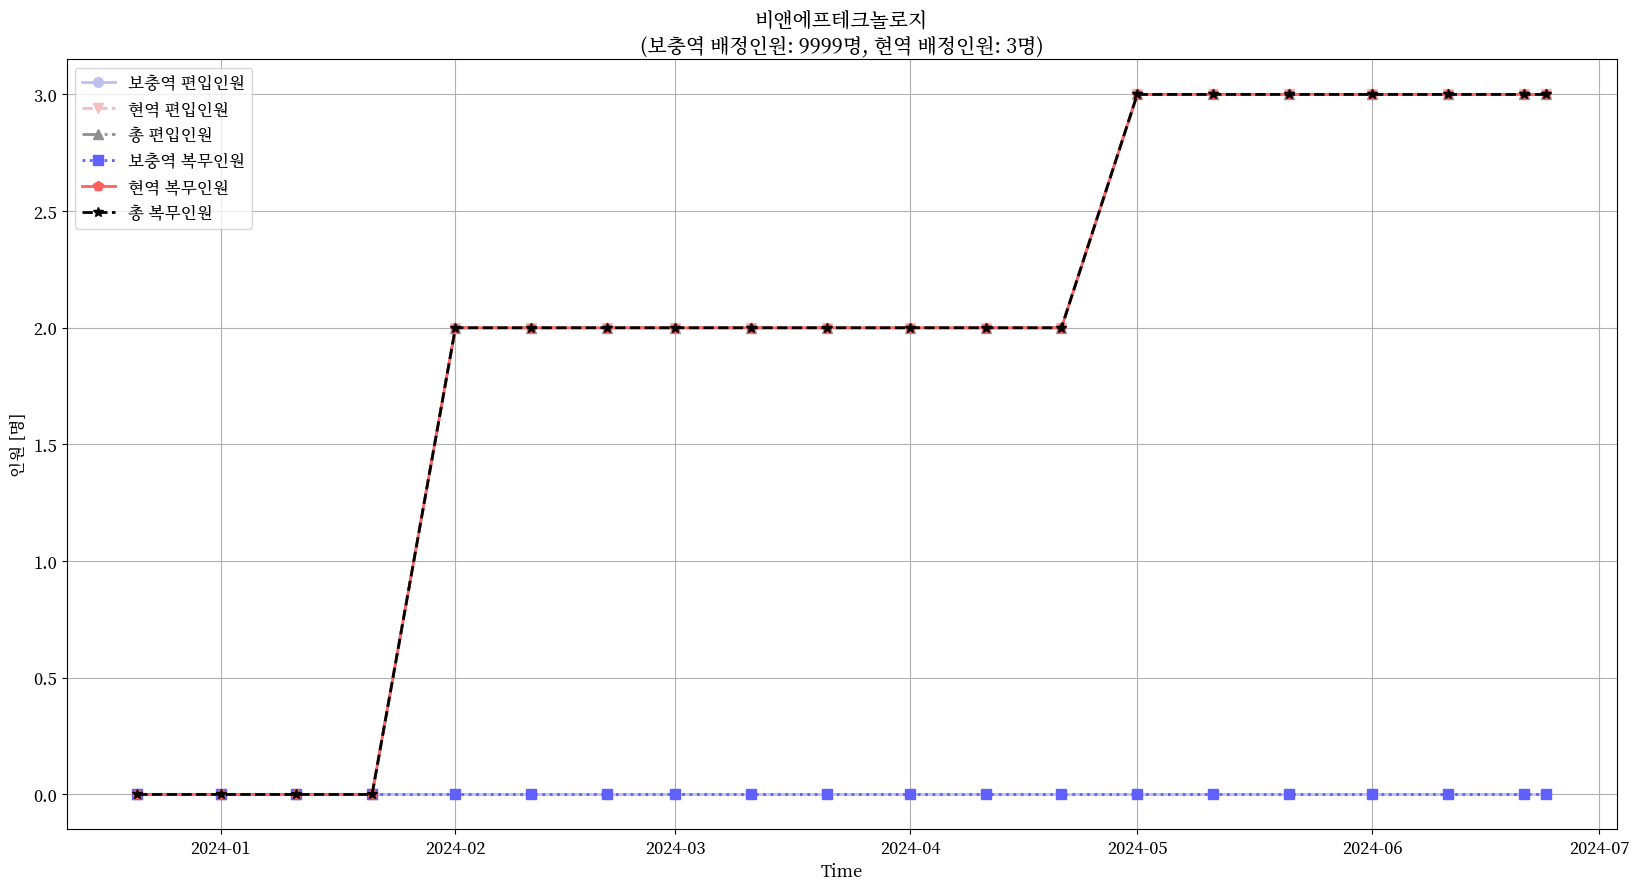 비앤에프테크놀로지
(보충역 배정인원: 9999명, 현역 배정인원: 3명)
보충역 편입인원
현역 편입인원
총 편입인원
보충역 복무인원
현역 복무인원
총 복무인원
3.0
2.5
2.0
1.5
1.0
0.5
0.0
인원 [명]
2024-01
2024-02
2024-03
2024-04
2024-05
2024-06
2024-07
Time